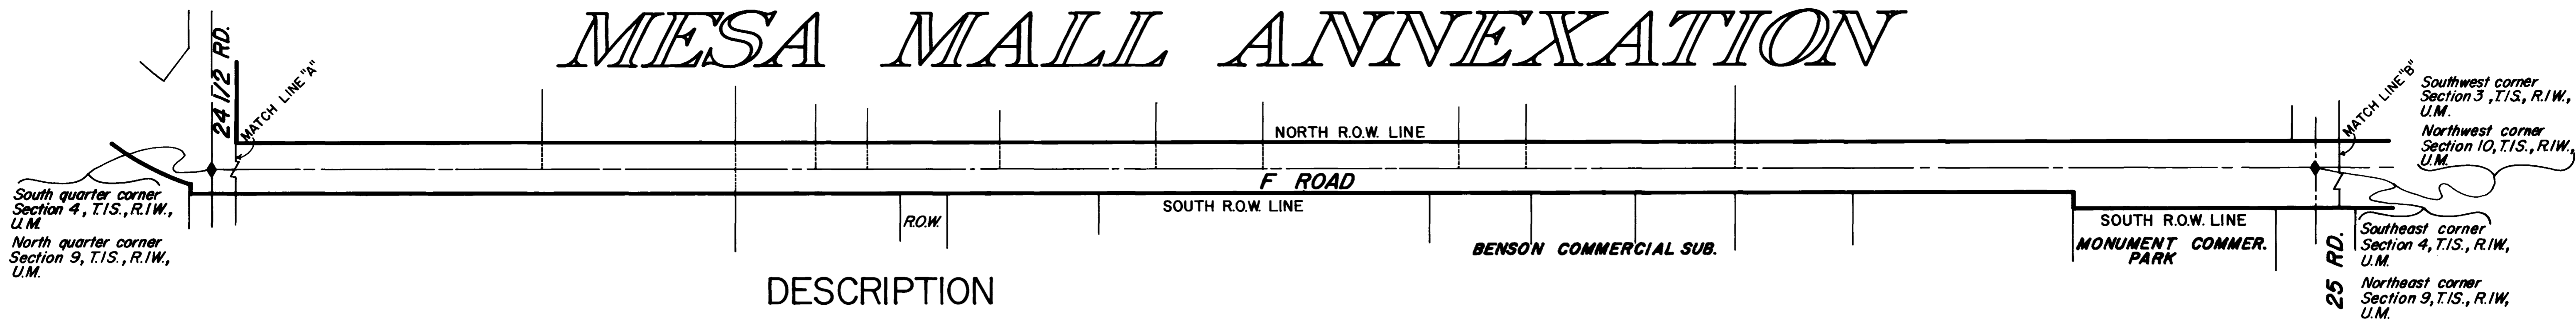 MESA MALL ANNEXATION
24 1/2 RD.
MATCH LINE "A"
MATCH LINE "B"
Southwest corner
Section 3, T.1S., R.1W.,
U.M.
Northwest corner
Section 10, T.1S., R.1W.,
U.M.
NORTH R.O.W. LINE
F ROAD
SOUTH R.O.W. LINE
South quarter corner
Section 4, T.1S., R.1W.,
U.M.
North quarter corner
Section 9, T.1S., R.1W.,
U.M.
R.O.W.
BENSON COMMERCIAL SUB.
SOUTH R.O.W. LINE
MONUMENT COMMER.
PARK
25 RD.
Southeast corner
Section 4, T.1S., R.1W,
U.M.
Northeast corner
Section 9, T.1S., R.1W,
U.M.
DESCRIPTION